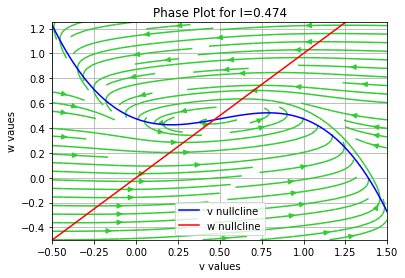 Phase Plot for I=0.474
1.2
1.0
0.8
0.6
0.4
0.2
0.0
−0.2
−0.4
w values
v nullcline
w nullcline
−0.50 −0.25 0.00 0.25 0.50 0.75 1.00 1.25 1.50
v values